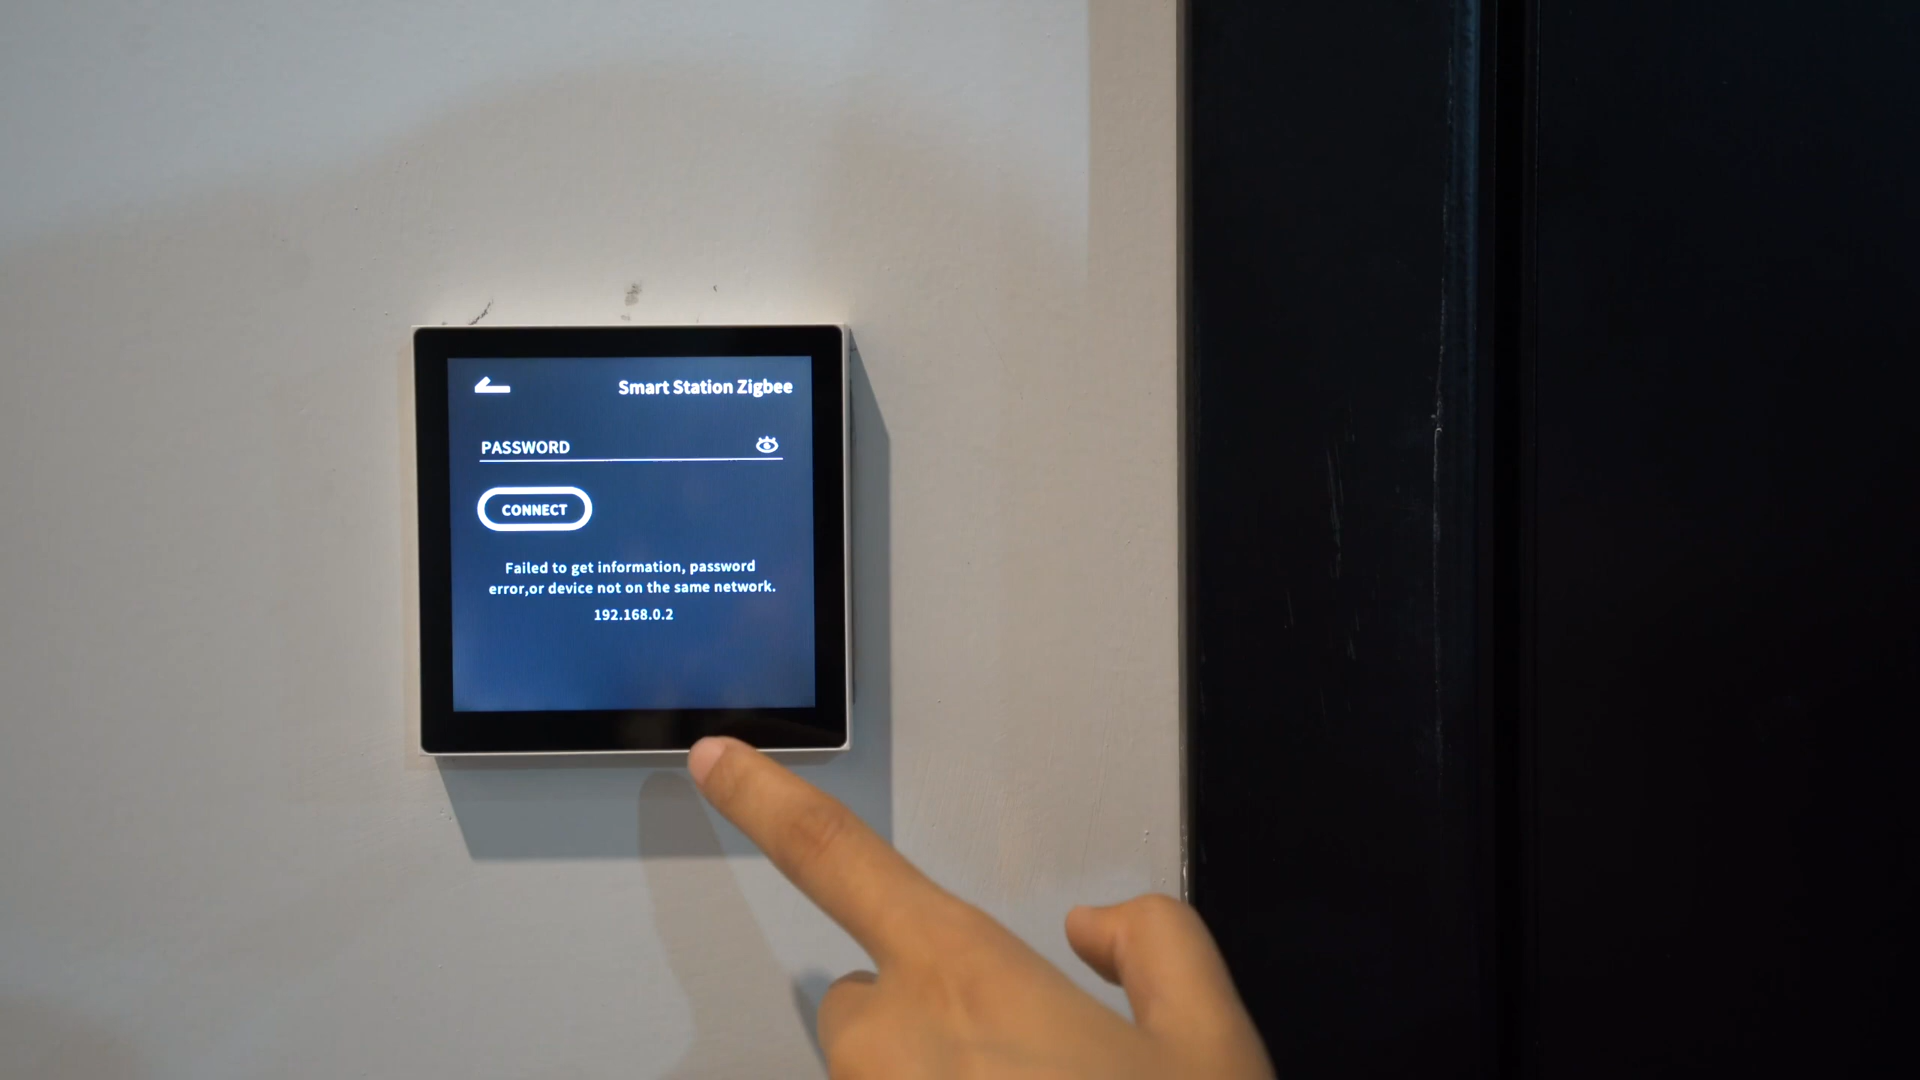 Smart Station Zigbee
PASSWORD
CONNECT
Failed to get information, password
error,or device not on the same network.
192.168.0.2